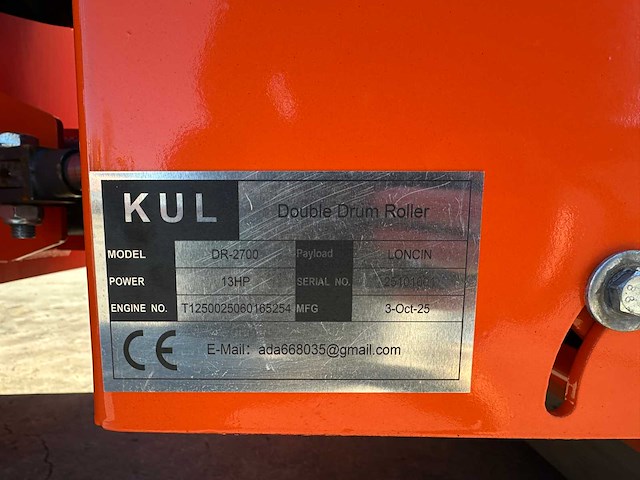 KUL Double Drum Roller
MODEL DR-2700 Payload LONCIN
POWER 13HP SERIAL NO.
ENGINE NO. T1250025060165254 MFG 3-Oct-25
CE E-Mail: ada668035@gmail.com